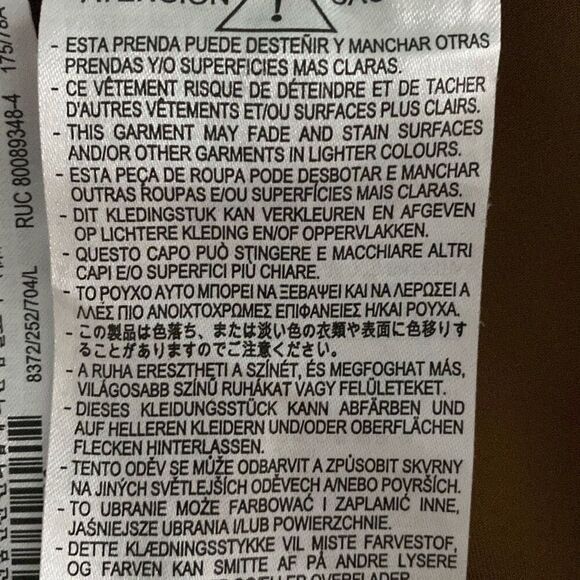 - ESTA PRENDA PUEDE DESTEÑIR Y MANCHAR OTRAS
PRENDAS Y/O SUPERFICIES MAS CLARAS.
- CE VÊTEMENT RISQUE DE DÉTEINDRE ET DE TACHER
D'AUTRES VÊTEMENTS ET/OU SURFACES PLUS CLAIRS.
- THIS GARMENT MAY FADE AND STAIN SURFACES
AND/OR OTHER GARMENTS IN LIGHTER COLOURS.
- ESTA PEÇA DE ROUPA PODE DESBOTAR E MANCHAR
OUTRAS ROUPAS E/OU SUPERFÍCIES MAIS CLARAS.
- DIT KLEDINGSTUK KAN VERKLEUREN EN AFGEVEN
OP LICHTERE KLEDING EN/OF OPPERVLAKKEN.
- QUESTO CAPO PUÒ STINGERE E MACCHIARE ALTRI
CAPI E/O SUPERFICI PIÙ CHIARE.
- ΤΟ ΡΟΥΧΟ ΑΥΤΟ ΜΠΟΡΕΙ ΝΑ ΞΕΒΑΨΕΙ ΚΑΙ ΝΑ ΛΕΡΩΣΕΙ Α
ΛΛΕΣ ΠΙΟ ΑΝΟΙΧΤΟΧΡΩΜΕΣ ΕΠΙΦΑΝΕΙΕΣ Η/ΚΑΙ ΡΟΥΧΑ.
- この製品は色落ち、または淡い色の衣類や表面に色移りす
ることがありますのでご注意ください。
- A RUHA ERESZTHETI A SZÍNÉT, ÉS MEGFOGHAT MÁS,
VILÁGOSABB SZÍNŰ RUHÁKAT VAGY FELÜLETEKET.
- DIESES KLEIDUNGSSTÜCK KANN ABFÄRBEN UND
AUF HELLEREN KLEIDERN UND/ODER OBERFLÄCHEN
FLECKEN HINTERLASSEN.
- TENTO ODĚV SE MŮŽE ODBARVIT A ZPŮSOBIT SKVRNY
NA JINÝCH SVĚTLEJŠÍCH ODĚVECH A/NEBO POVRŠÍCH.
- TO UBRANIE MOŻE FARBOWAĆ I ZAPLAMIĆ INNE,
JAŚNIEJSZE UBRANIA I/LUB POWIERZCHNIE.
- DETTE KLÆDNINGSSTYKKE VIL MISTE FARVESTOF,
OG FARVEN KAN SMITTE AF PÅ ANDRE LYSERE
RUC 80089348-4 175/78A
8372/252/704/L